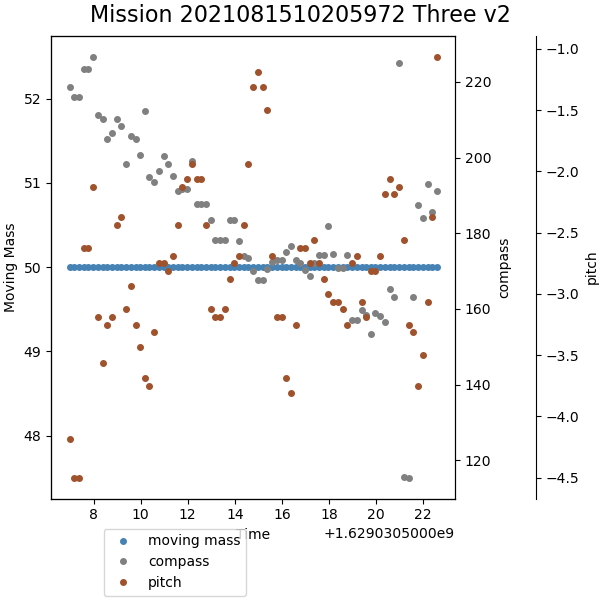 Mission 2021081510205972 Three v2
52
51
50
49
48
Moving Mass
220
200
180
160
140
120
compass
−1.0
−1.5
−2.0
−2.5
−3.0
−3.5
−4.0
−4.5
pitch
8 10 12 14 16 18 20 22
Time
+1.6290305000e9
moving mass
compass
pitch